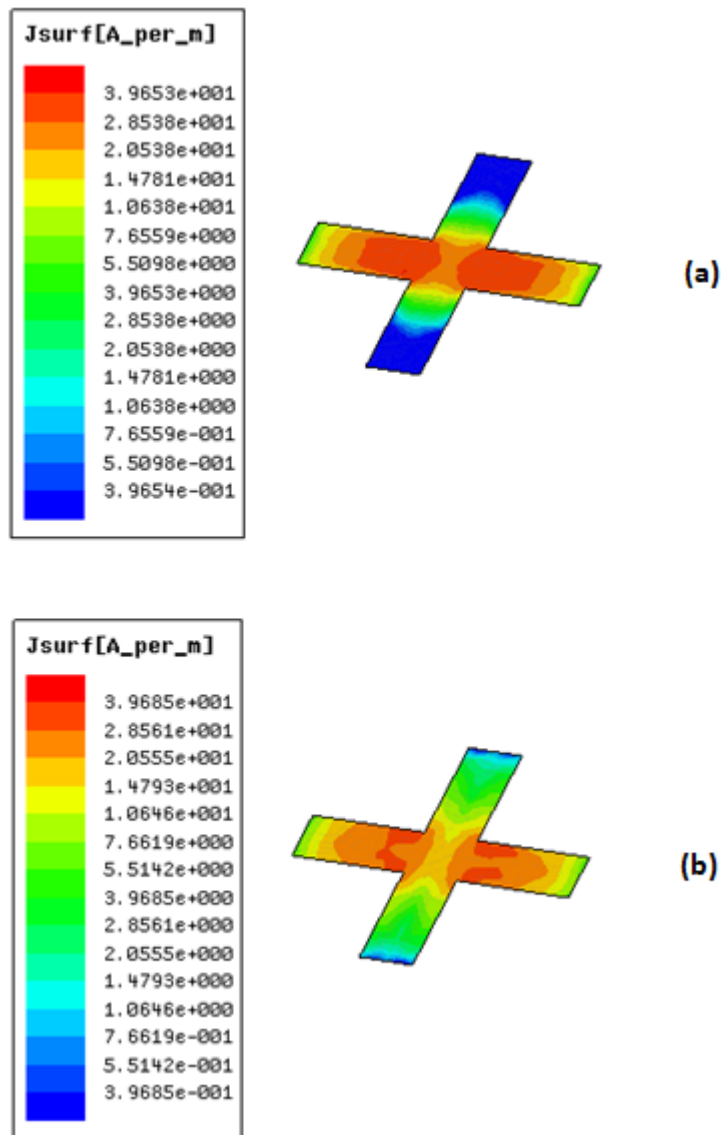 Jsurf[A_per_m]
3.9653e+001
2.8538e+001
2.0538e+001
1.4781e+001
1.0638e+001
7.6559e+000
5.5098e+000
3.9653e+000
2.8538e+000
2.0538e+000
1.4781e+000
1.0638e+000
7.6559e-001
5.5098e-001
3.9654e-001
(a)
Jsurf[A_per_m]
3.9685e+001
2.8561e+001
2.0555e+001
1.4793e+001
1.0646e+001
7.6619e+000
5.5142e+000
3.9685e+000
2.8561e+000
2.0555e+000
1.4793e+000
1.0646e+000
7.6619e-001
5.5142e-001
3.9685e-001
(b)